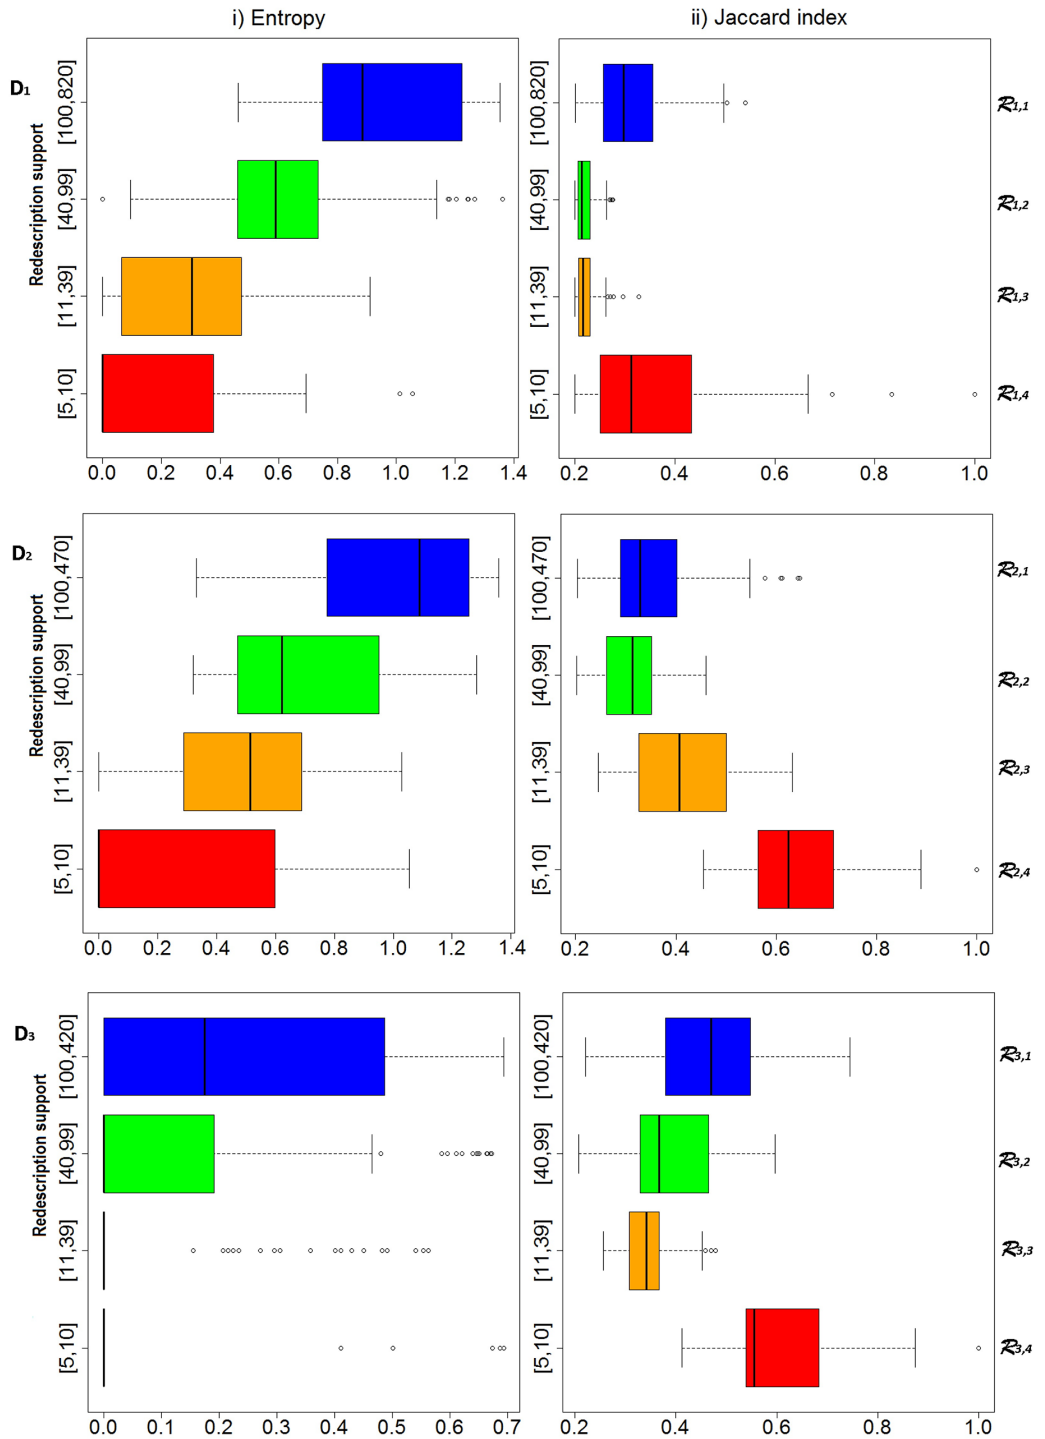 i) Entropy
ii) Jaccard index
D1
Redescription support
[100,820]
[40,99]
[11,39]
[5,10]
0.0 0.2 0.4 0.6 0.8 1.0 1.2 1.4
[100,820]
[40,99]
[11,39]
[5,10]
0.2 0.4 0.6 0.8 1.0
R1,1
R1,2
R1,3
R1,4
D2
Redescription support
[100,470]
[40,99]
[11,39]
[5,10]
0.0 0.2 0.4 0.6 0.8 1.0 1.2 1.4
[100,470]
[40,99]
[11,39]
[5,10]
0.2 0.4 0.6 0.8 1.0
R2,1
R2,2
R2,3
R2,4
D3
Redescription support
[100,420]
[40,99]
[11,39]
[5,10]
0.0 0.1 0.2 0.3 0.4 0.5 0.6 0.7
[100,420]
[40,99]
[11,39]
[5,10]
0.2 0.4 0.6 0.8 1.0
R3,1
R3,2
R3,3
R3,4